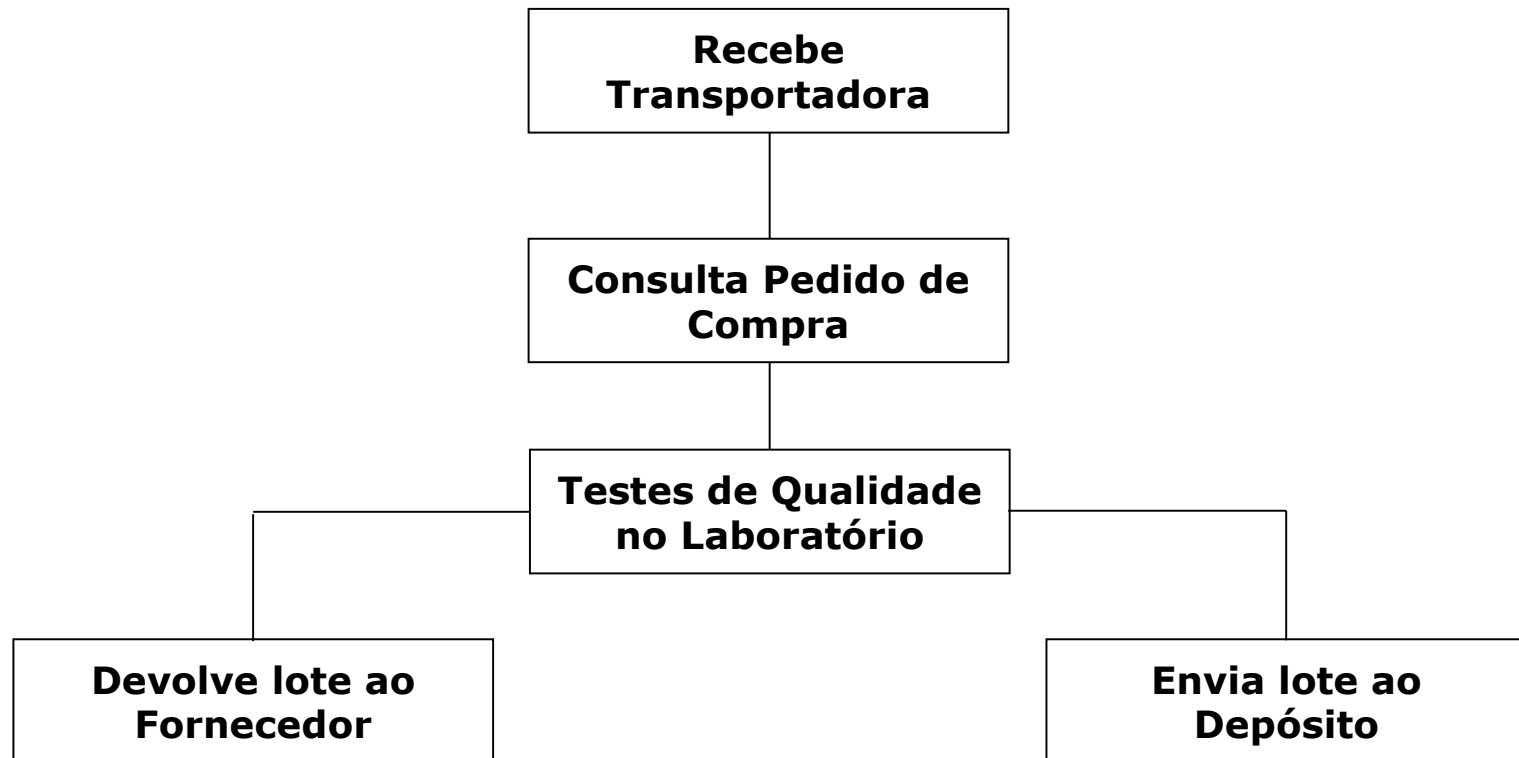 Recebe
Transportadora
Consulta Pedido de
Compra
Testes de Qualidade
no Laboratório
Devolve lote ao
Fornecedor
Envia lote ao
Depósito